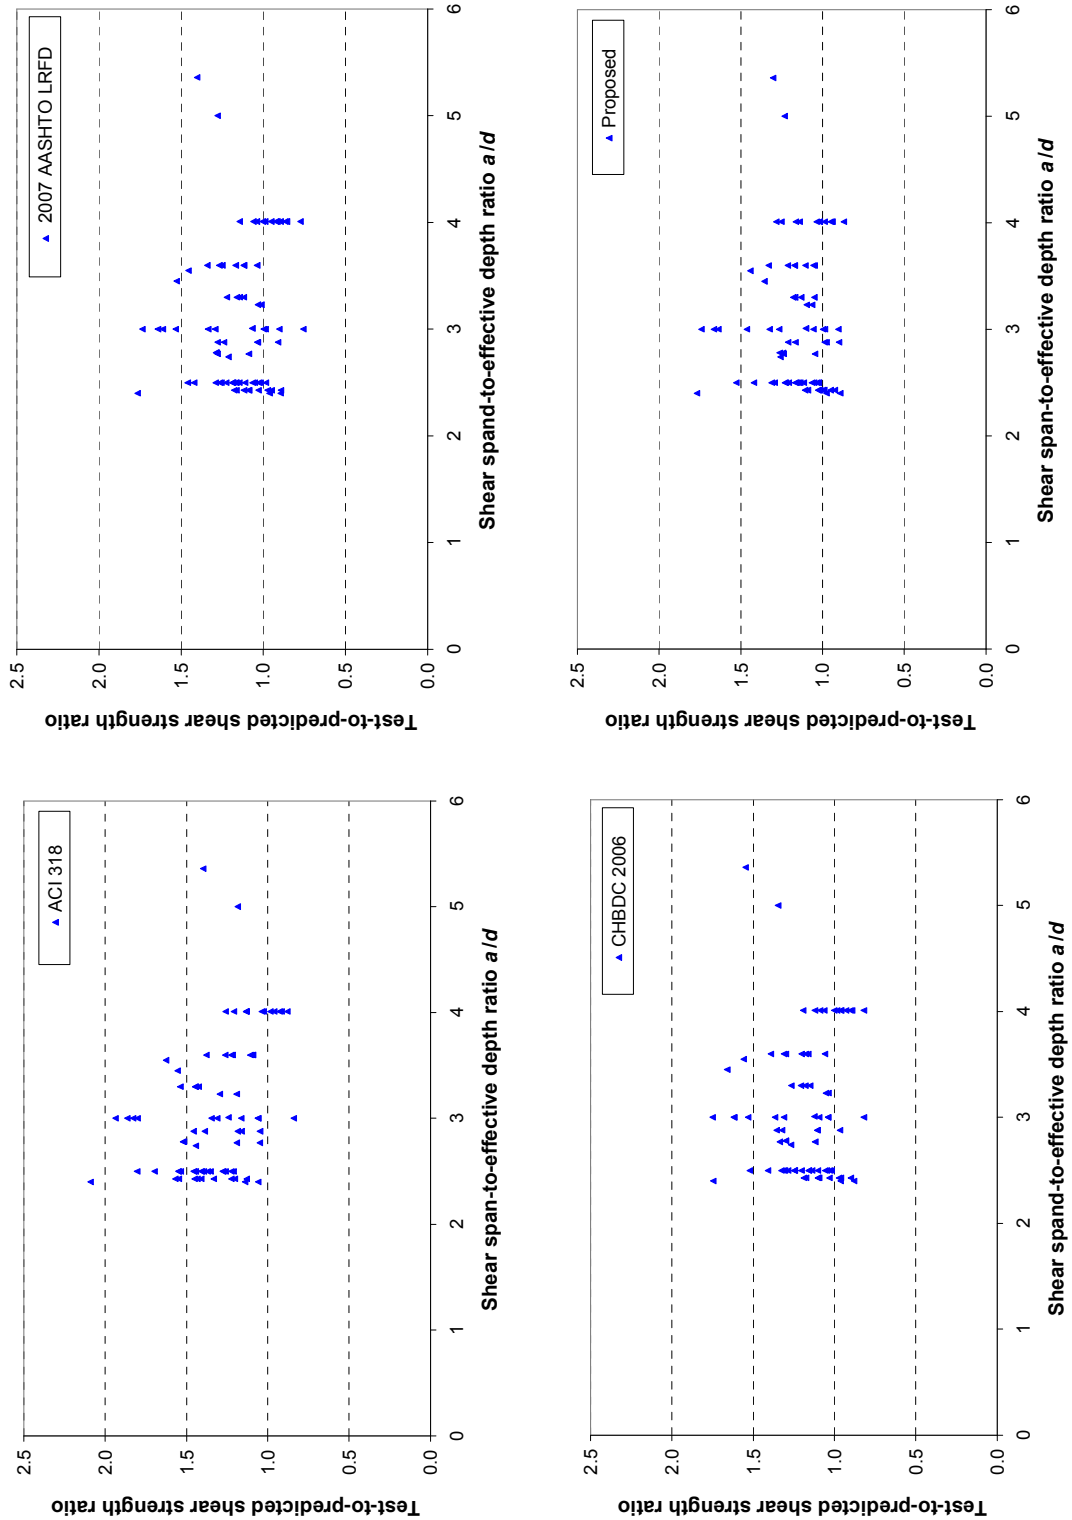 Test-to-predicted shear strength ratio
2.5
2.0
1.5
1.0
0.5
0.0
ACI 318
0 1 2 3 4 5 6
Shear span-to-effective depth ratio a/d
Test-to-predicted shear strength ratio
2.5
2.0
1.5
1.0
0.5
0.0
2007 AASHTO LRFD
0 1 2 3 4 5 6
Shear spand-to-effective depth ratio a/d
Test-to-predicted shear strength ratio
2.5
2.0
1.5
1.0
0.5
0.0
CHBDC 2006
0 1 2 3 4 5 6
Shear spand-to-effective depth ratio a/d
Test-to-predicted shear strength ratio
2.5
2.0
1.5
1.0
0.5
0.0
Proposed
0 1 2 3 4 5 6
Shear span-to-effective depth ratio a/d